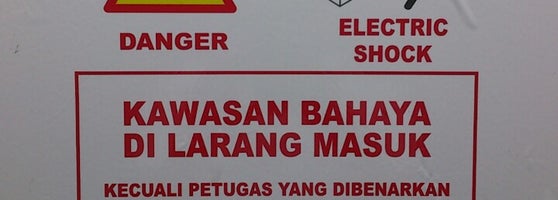 DANGER
ELECTRIC
SHOCK
KAWASAN BAHAYA
DI LARANG MASUK
KECUALI PETUGAS YANG DIBENARKAN